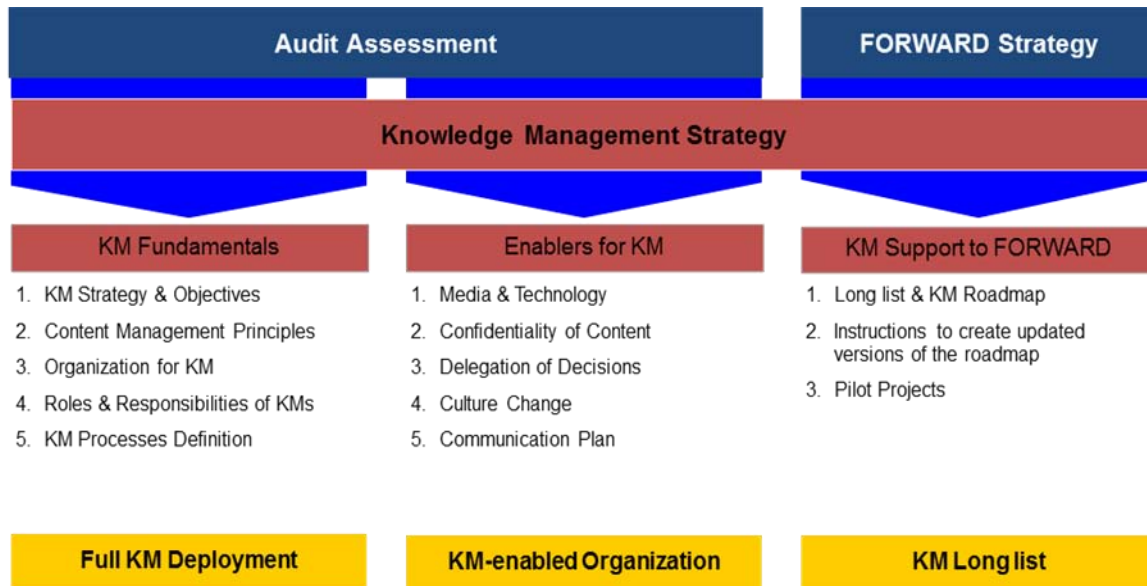 Audit Assessment
FORWARD Strategy
Knowledge Management Strategy
KM Fundamentals
1. KM Strategy & Objectives
2. Content Management Principles
3. Organization for KM
4. Roles & Responsibilities of KMs
5. KM Processes Definition
Full KM Deployment
Enablers for KM
1. Media & Technology
2. Confidentiality of Content
3. Delegation of Decisions
4. Culture Change
5. Communication Plan
KM-enabled Organization
KM Support to FORWARD
1. Long list & KM Roadmap
2. Instructions to create updated
versions of the roadmap
3. Pilot Projects
KM Long list